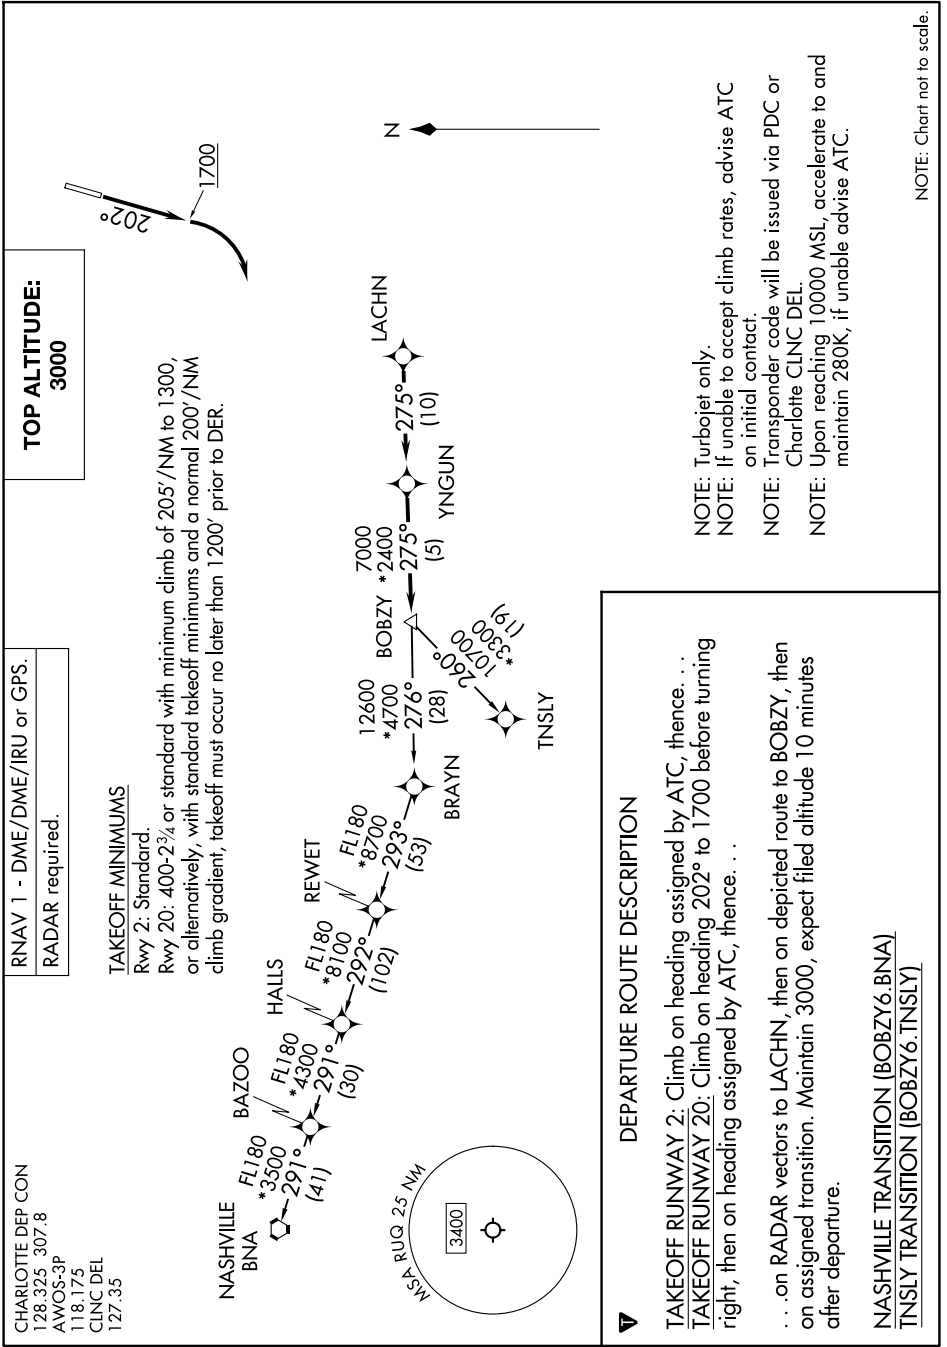 CHARLOTTE DEP CON
128.325 307.8
AWOS-3P
118.175
CLNC DEL
127.35
RNAV 1 - DME/DME/IRU or GPS.
RADAR required.
TOP ALTITUDE:
3000
TAKEOFF MINIMUMS
Rwy 2: Standard.
Rwy 20: 400-2¾ or standard with minimum climb of 205'/NM to 1300,
or alternatively, with standard takeoff minimums and a normal 200'/NM
climb gradient, takeoff must occur no later than 1200' prior to DER.
202°
1700
NASHVILLE
BNA
FL180
*3500
291°
(41)
BAZOO
FL180
*4300
291°
(30)
HALLS
FL180
*8100
292°
(102)
REWET
FL180
*8700
293°
(53)
BRAYN
12600
*4700
276°
(28)
BOBZY
7000
*2400
275°
(5)
YNGUN
275°
(10)
LACHN
260°
10700
*3300
(19)
TNSLY
N
MSA RUQ 25 NM
3400
NOTE: Turbojet only.
NOTE: If unable to accept climb rates, advise ATC
on initial contact.
NOTE: Transponder code will be issued via PDC or
Charlotte CLNC DEL.
NOTE: Upon reaching 10000 MSL, accelerate to and
maintain 280K, if unable advise ATC.
NOTE: Chart not to scale.
T
DEPARTURE ROUTE DESCRIPTION
TAKEOFF RUNWAY 2: Climb on heading assigned by ATC, thence. . .
TAKEOFF RUNWAY 20: Climb on heading 202° to 1700 before turning
right, then on heading assigned by ATC, thence. . .
. . .on RADAR vectors to LACHN, then on depicted route to BOBZY, then
on assigned transition. Maintain 3000, expect filed altitude 10 minutes
after departure.
NASHVILLE TRANSITION (BOBZY6.BNA)
TNSLY TRANSITION (BOBZY6.TNSLY)